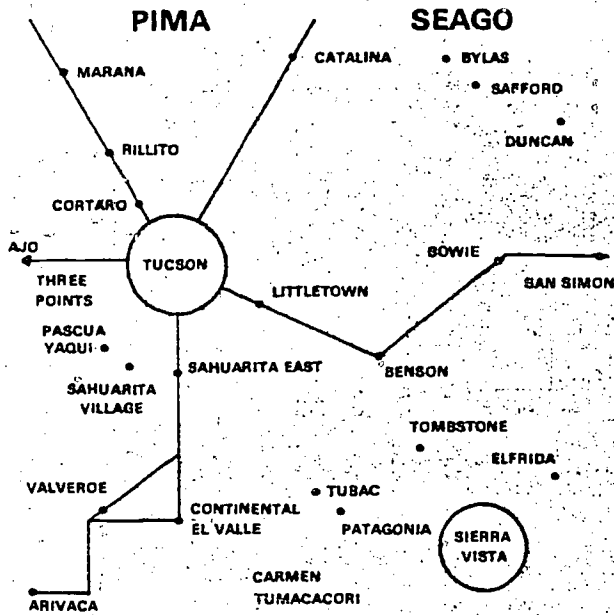 PIMA
SEAGO
MARANA
CATALINA
BYLAS
SAFFORD
DUNCAN
RILLITO
CORTARO
AJO
THREE
POINTS
TUCSON
BOWIE
SAN SIMON
LITTLETOWN
PASCUA
YAQUI
SAHUARITA
VILLAGE
SAHUARITA EAST
BENSON
TOMBSTONE
ELFRIDA
VALVEROE
CONTINENTAL
EL VALLE
TUBAC
PATAGONIA
SIERRA
VISTA
CARMEN
TUMACACORI
ARIVACA